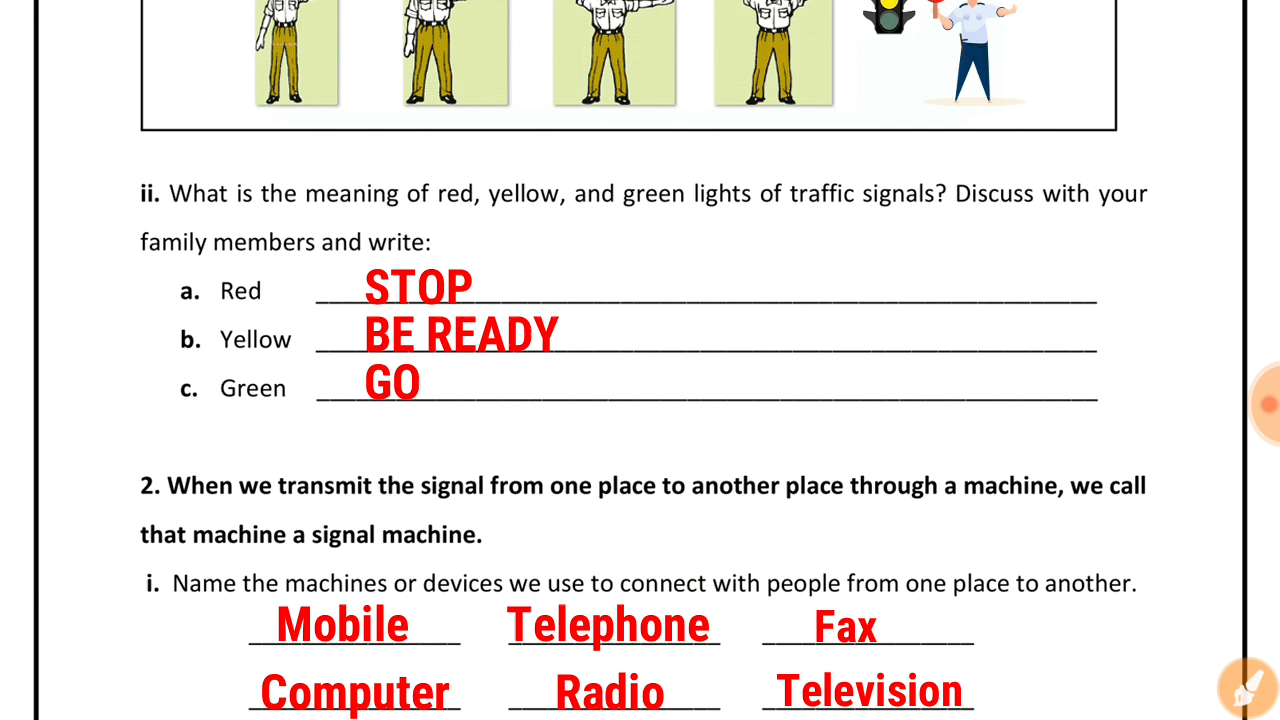 ii. What is the meaning of red, yellow, and green lights of traffic signals? Discuss with your
family members and write:
a. Red STOP
b. Yellow BE READY
c. Green GO
2. When we transmit the signal from one place to another place through a machine, we call
that machine a signal machine.
i. Name the machines or devices we use to connect with people from one place to another.
Mobile Telephone Fax
Computer Radio Television